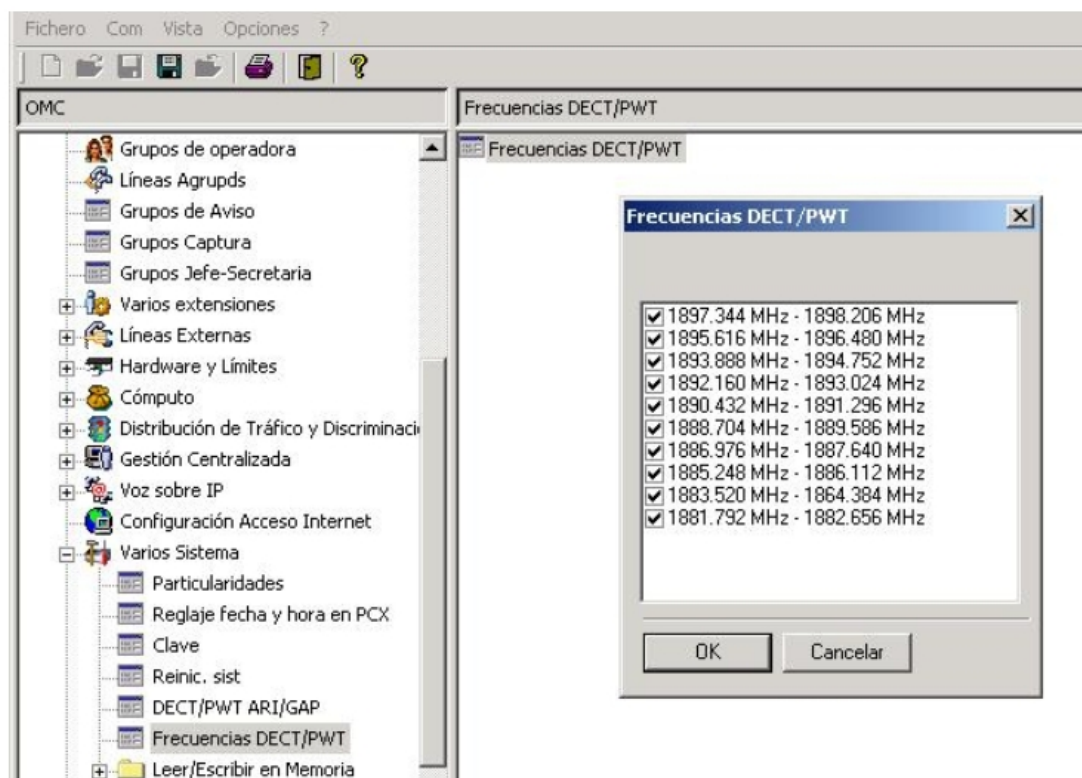 Fichero Com Vista Opciones ?
OMC
Frecuencias DECT/PWT
Grupos de operadora
Líneas Agrupds
Grupos de Aviso
Grupos Captura
Grupos Jefe-Secretaria
Varios extensiones
Líneas Externas
Hardware y Límites
Cómputo
Distribución de Tráfico y Discriminaci
Gestión Centralizada
Voz sobre IP
Configuración Acceso Internet
Varios Sistema
Particularidades
Reglaje fecha y hora en PCX
Clave
Reinic. sist
DECT/PWT ARI/GAP
Frecuencias DECT/PWT
Leer/Escribir en Memoria
Frecuencias DECT/PWT
Frecuencias DECT/PWT
1897.344 MHz - 1898.206 MHz
1895.616 MHz - 1896.480 MHz
1893.888 MHz - 1894.752 MHz
1892.160 MHz - 1893.024 MHz
1890.432 MHz - 1891.296 MHz
1888.704 MHz - 1889.586 MHz
1886.976 MHz - 1887.640 MHz
1885.248 MHz - 1886.112 MHz
1883.520 MHz - 1864.384 MHz
1881.792 MHz - 1882.656 MHz
OK
Cancelar